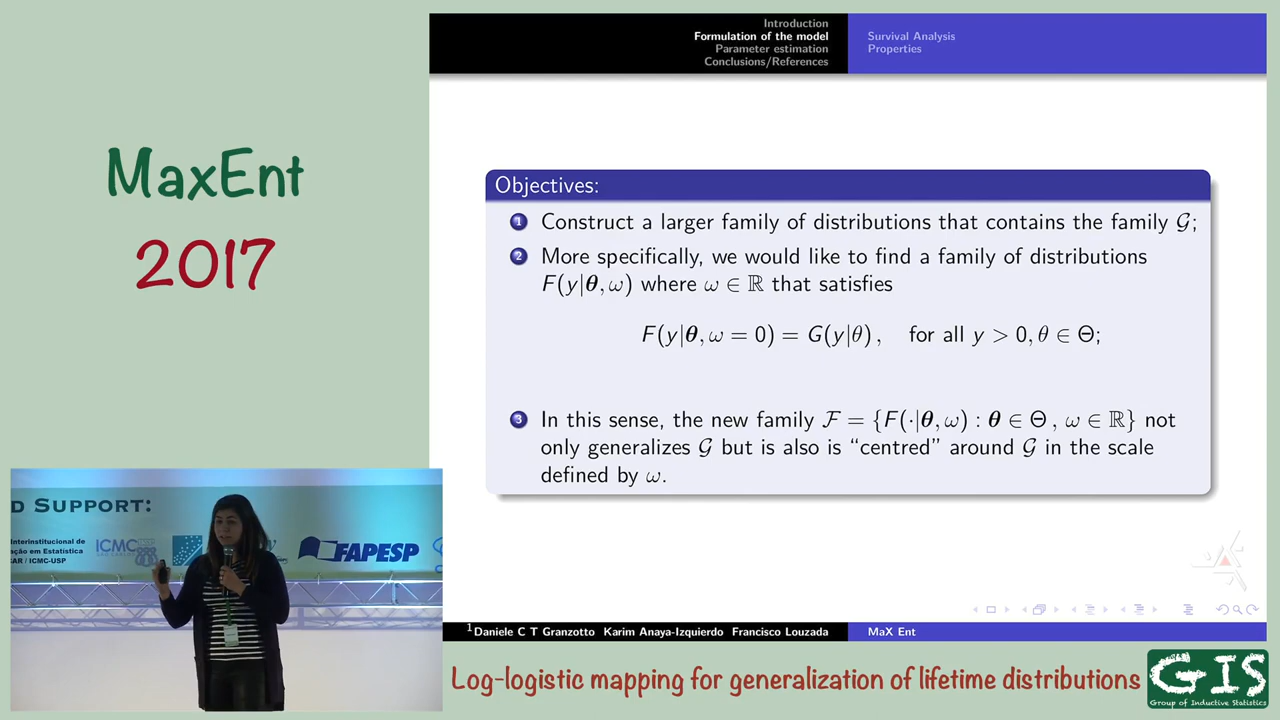 MaxEnt
2017
Introduction
Formulation of the model
Parameter estimation
Conclusions/References
Survival Analysis
Properties
Objectives:
1 Construct a larger family of distributions that contains the family 𝒢;
2 More specifically, we would like to find a family of distributions
F(y|θ, ω) where ω ∈ ℝ that satisfies
F(y|θ, ω = 0) = G(y|θ) , for all y > 0, θ ∈ Θ;
3 In this sense, the new family ℱ = {F(·|θ, ω) : θ ∈ Θ , ω ∈ ℝ} not
only generalizes 𝒢 but is also is “centred” around 𝒢 in the scale
defined by ω.
D SUPPORT:
Interinstitucional de
ação em Estatística
CAR / ICMC-USP
ICMC
FAPESP
1 Daniele C T Granzotto Karim Anaya-Izquierdo Francisco Louzada
MaX Ent
Log-logistic mapping for generalization of lifetime distributions
GIS
Group of Inductive Statistics